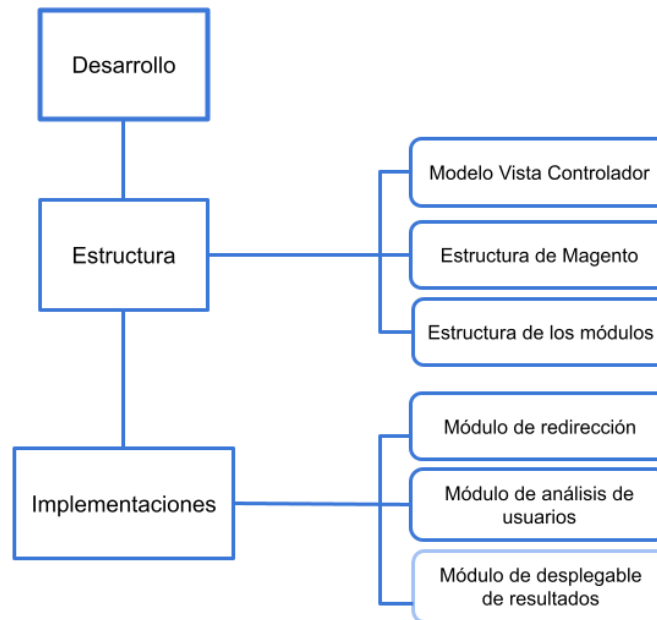 Desarrollo
Modelo Vista Controlador
Estructura
Estructura de Magento
Estructura de los módulos
Módulo de redirección
Implementaciones
Módulo de análisis de
usuarios
Módulo de desplegable
de resultados